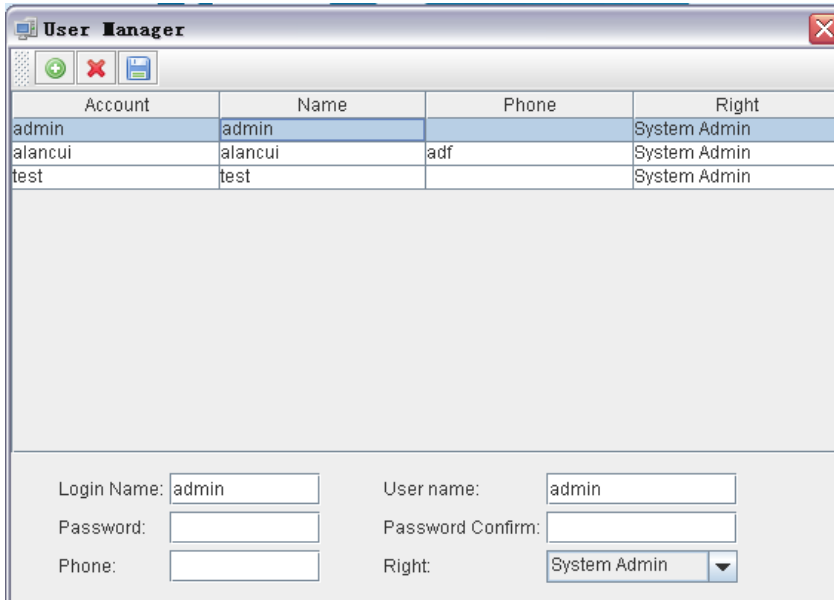 User Manager
Account Name Phone Right
admin admin System Admin
alancui alancui adf System Admin
test test System Admin
Login Name: admin User name: admin
Password: Password Confirm:
Phone: Right: System Admin